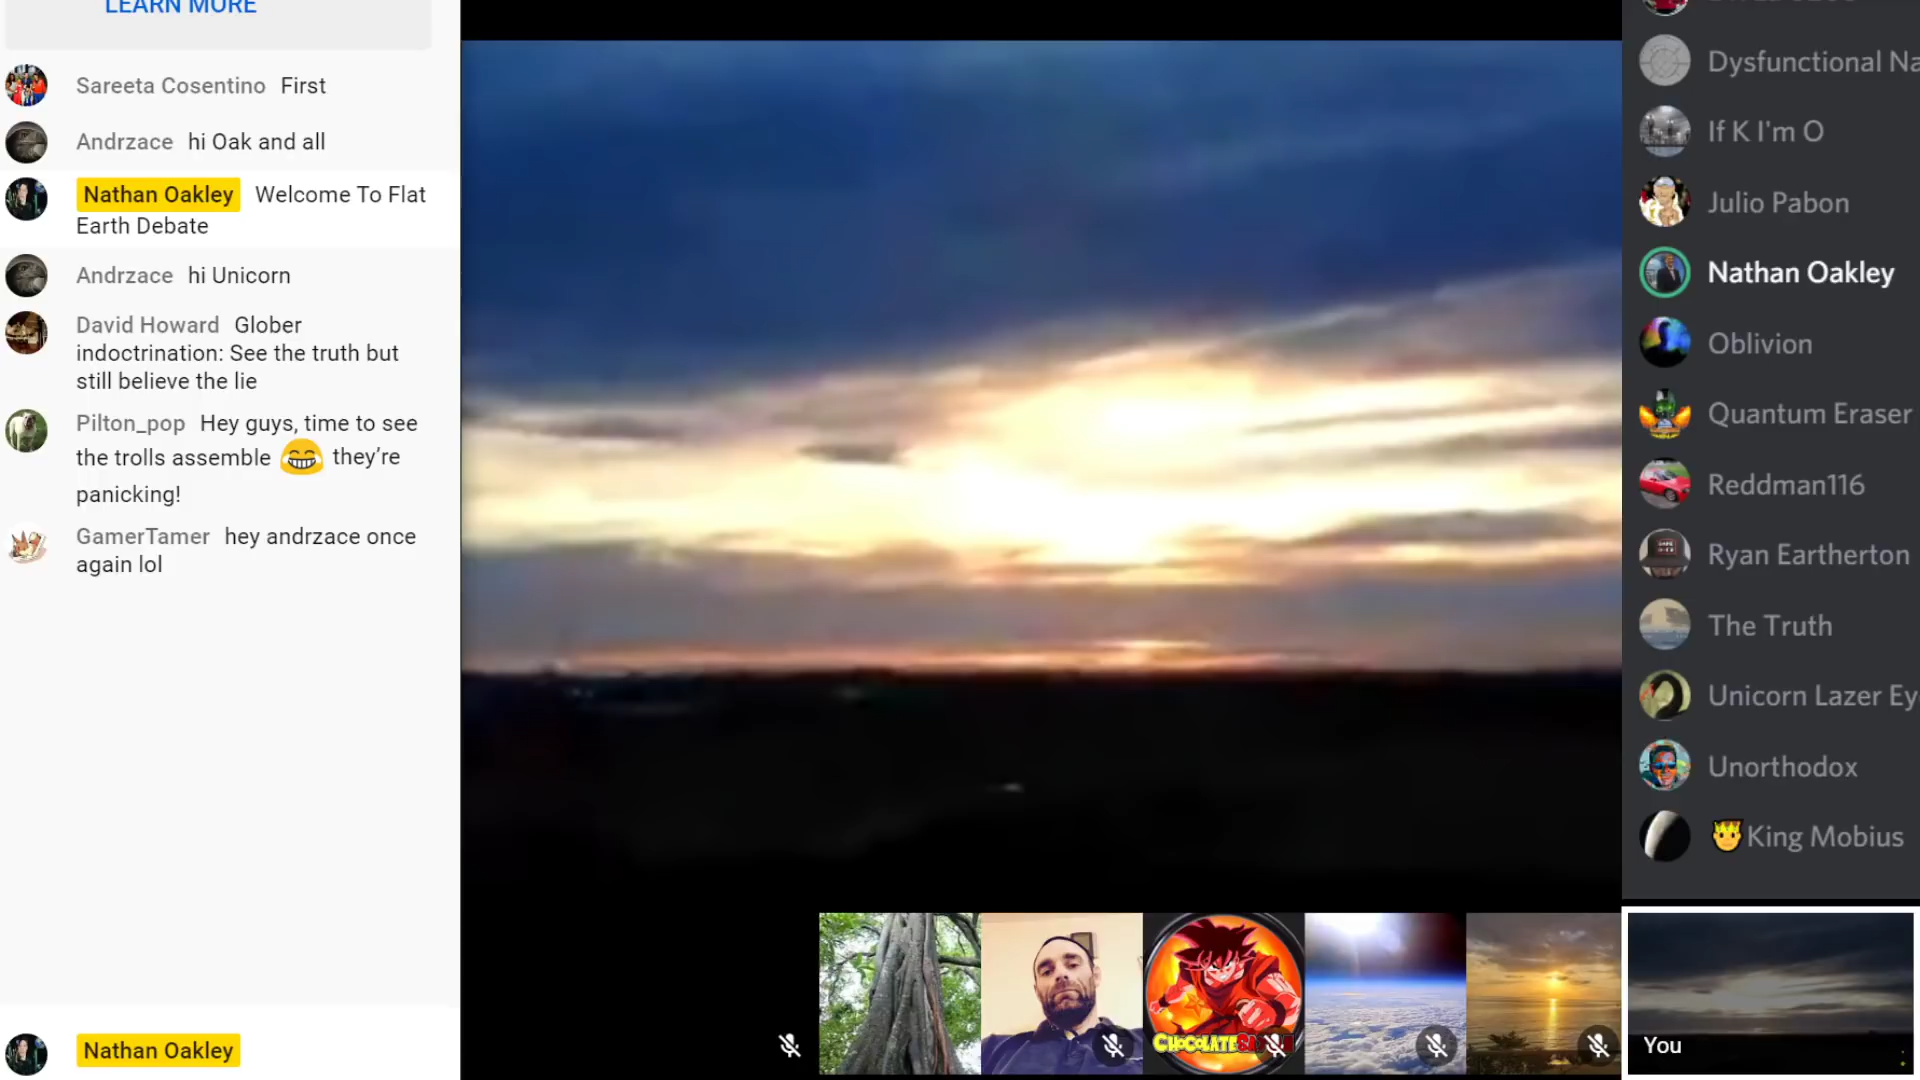 LEARN MORE
Sareeta Cosentino First
Andrzace hi Oak and all
Nathan Oakley Welcome To Flat
Earth Debate
Andrzace hi Unicorn
David Howard Glober
indoctrination: See the truth but
still believe the lie
Pilton_pop Hey guys, time to see
the trolls assemble 😂 they’re
panicking!
GamerTamer hey andrzace once
again lol
Nathan Oakley
Dysfunctional Na
If K I'm O
Julio Pabon
Nathan Oakley
Oblivion
Quantum Eraser
Reddman116
Ryan Eartherton
The Truth
Unicorn Lazer Ey
Unorthodox
🤴King Mobius
You